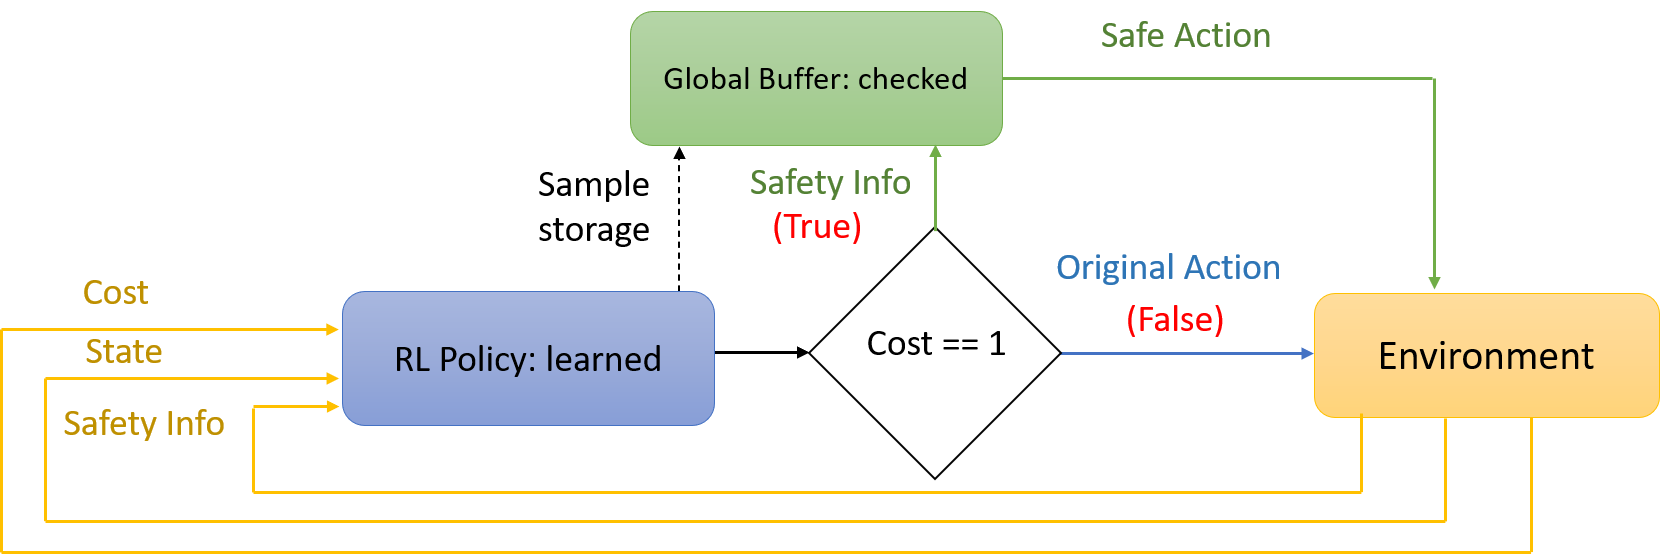 Safe Action
Global Buffer: checked
Sample
storage
Safety Info
(True)
Original Action
(False)
Cost
State
Safety Info
RL Policy: learned
Cost == 1
Environment